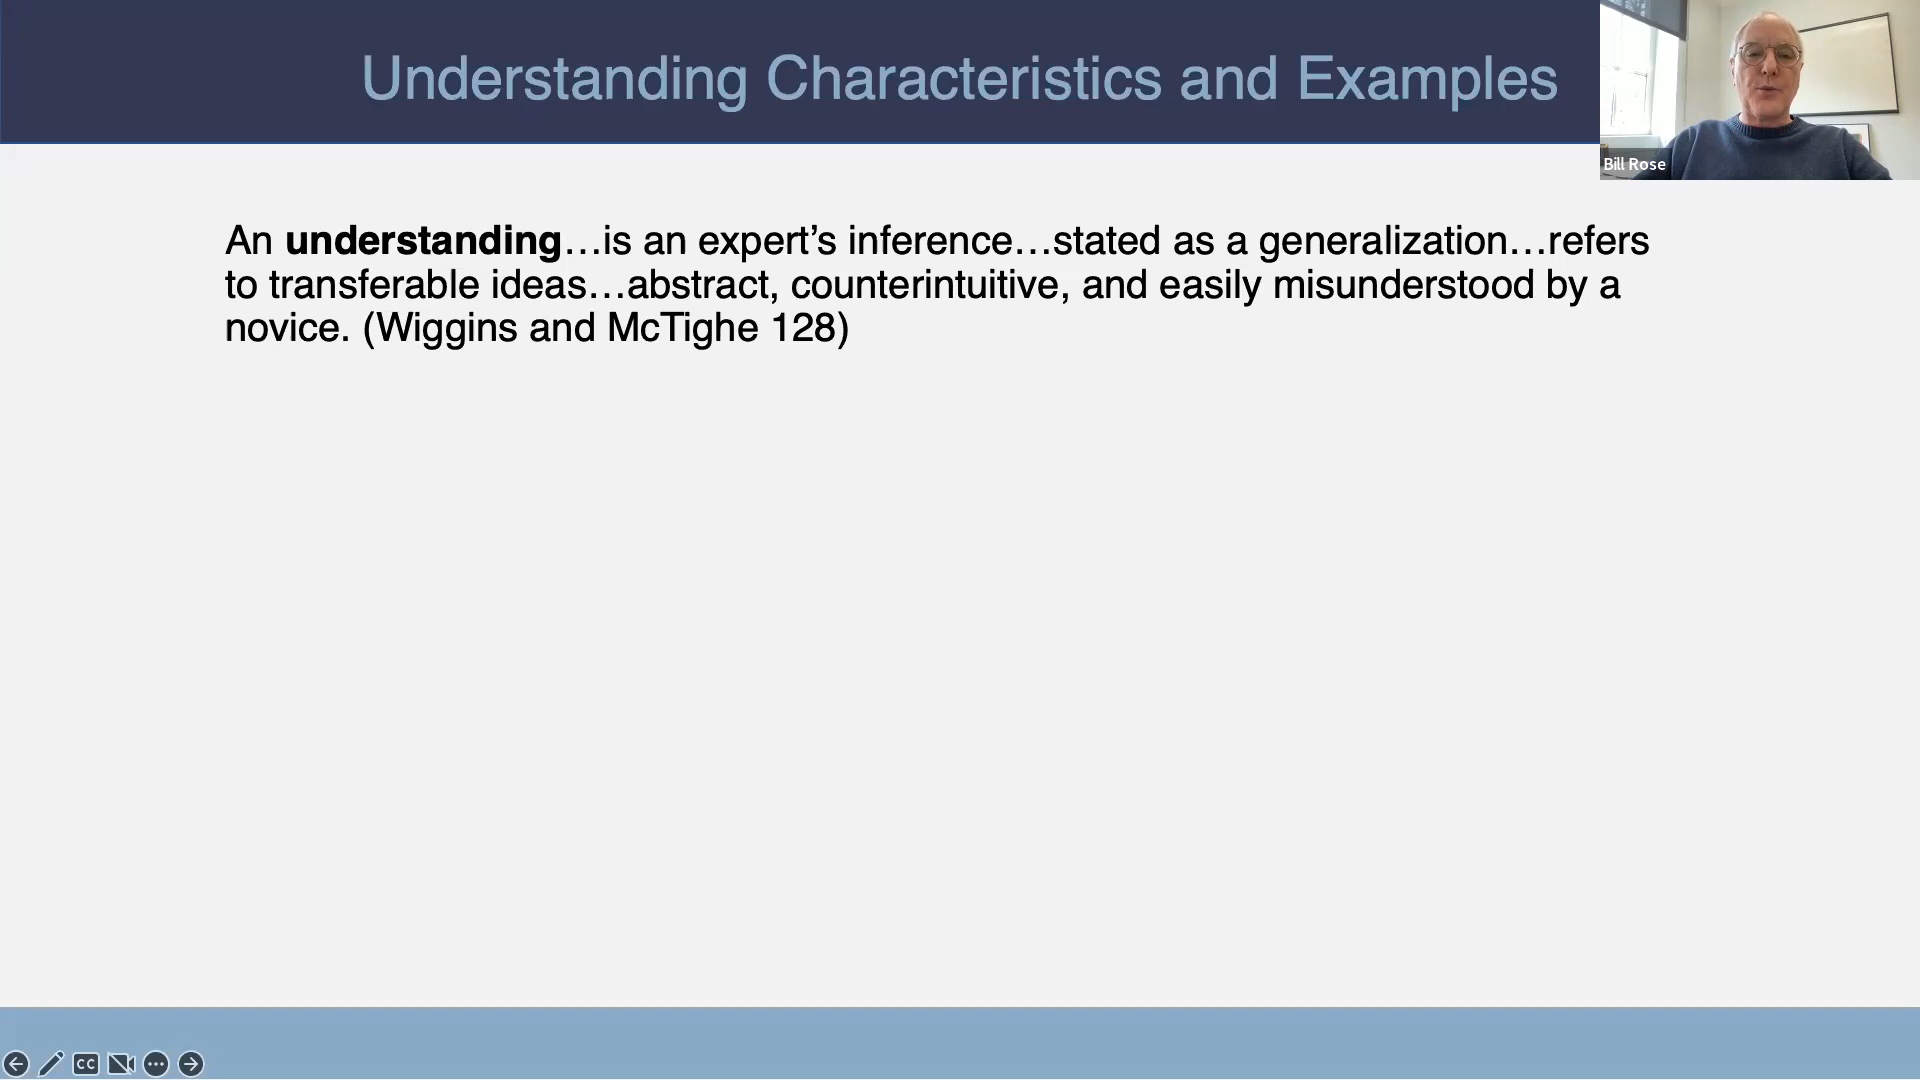 Understanding Characteristics and Examples
Bill Rose
An understanding…is an expert’s inference…stated as a generalization…refers
to transferable ideas…abstract, counterintuitive, and easily misunderstood by a
novice. (Wiggins and McTighe 128)
CC